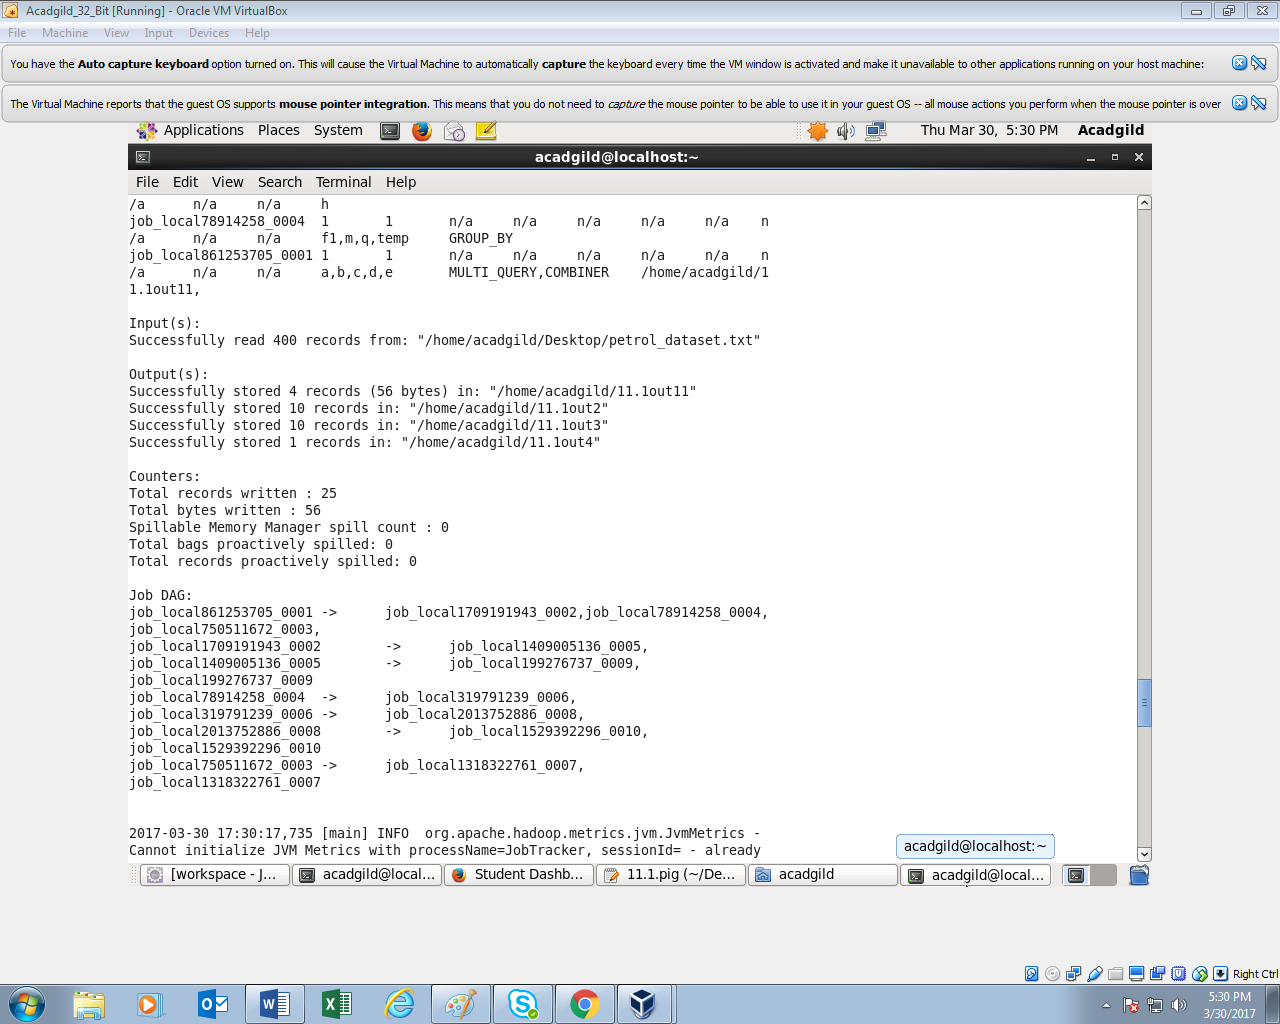 Acadgild_32_Bit [Running] - Oracle VM VirtualBox
File Machine View Input Devices Help
You have the Auto capture keyboard option turned on. This will cause the Virtual Machine to automatically capture the keyboard every time the VM window is activated and make it unavailable to other applications running on your host machine:
The Virtual Machine reports that the guest OS supports mouse pointer integration. This means that you do not need to capture the mouse pointer to be able to use it in your guest OS -- all mouse actions you perform when the mouse pointer is over
Applications Places System Thu Mar 30, 5:30 PM Acadgild
acadgild@localhost:~
File Edit View Search Terminal Help
/a n/a n/a h
job_local78914258_0004 1 1 n/a n/a n/a n/a n/a n
/a n/a n/a f1,m,q,temp GROUP_BY
job_local861253705_0001 1 1 n/a n/a n/a n/a n/a n
/a n/a n/a a,b,c,d,e MULTI_QUERY,COMBINER /home/acadgild/1
1.1out11,
Input(s):
Successfully read 400 records from: "/home/acadgild/Desktop/petrol_dataset.txt"
Output(s):
Successfully stored 4 records (56 bytes) in: "/home/acadgild/11.1out11"
Successfully stored 10 records in: "/home/acadgild/11.1out2"
Successfully stored 10 records in: "/home/acadgild/11.1out3"
Successfully stored 1 records in: "/home/acadgild/11.1out4"
Counters:
Total records written : 25
Total bytes written : 56
Spillable Memory Manager spill count : 0
Total bags proactively spilled: 0
Total records proactively spilled: 0
Job DAG:
job_local861253705_0001 -> job_local1709191943_0002,job_local78914258_0004,
job_local750511672_0003,
job_local1709191943_0002 -> job_local1409005136_0005,
job_local1409005136_0005 -> job_local199276737_0009,
job_local199276737_0009
job_local78914258_0004 -> job_local319791239_0006,
job_local319791239_0006 -> job_local2013752886_0008,
job_local2013752886_0008 -> job_local1529392296_0010,
job_local1529392296_0010
job_local750511672_0003 -> job_local1318322761_0007,
job_local1318322761_0007
2017-03-30 17:30:17,735 [main] INFO org.apache.hadoop.metrics.jvm.JvmMetrics -
Cannot initialize JVM Metrics with processName=JobTracker, sessionId= - already
acadgild@localhost:~
[workspace - J... acadgild@local... Student Dashb... 11.1.pig (~/De... acadgild acadgild@local...
Right Ctrl
5:30 PM
3/30/2017